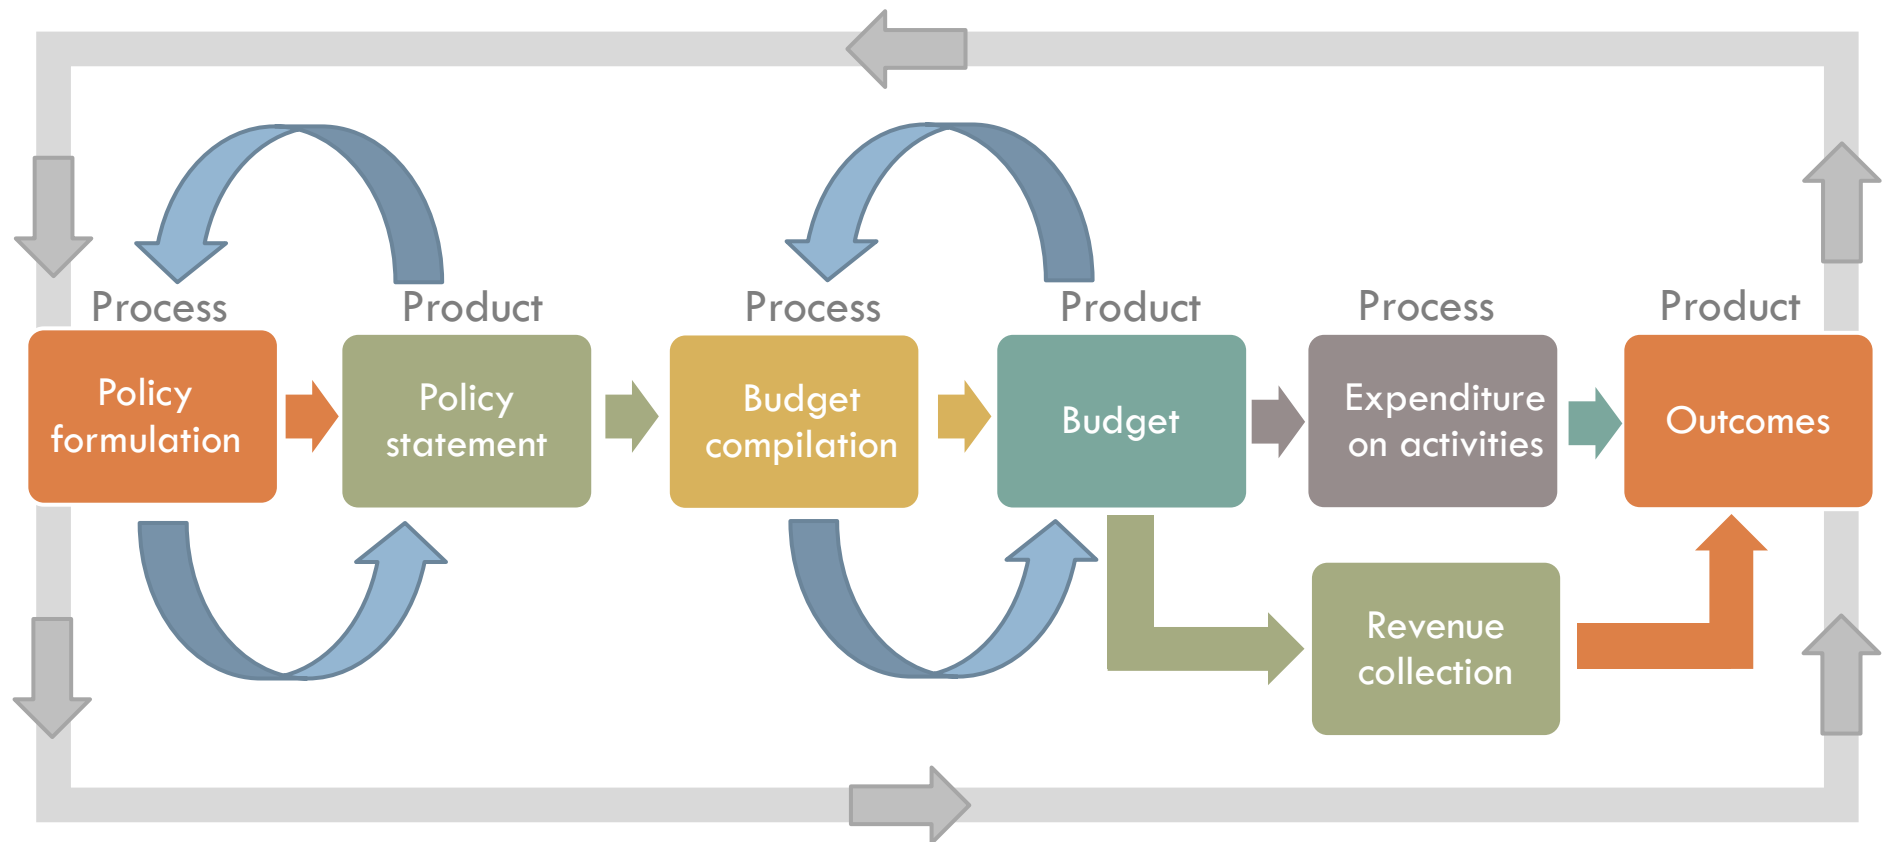 Process
Product
Process
Product
Process
Product
Policy
formulation
Policy
statement
Budget
compilation
Budget
Expenditure
on activities
Outcomes
Revenue
collection